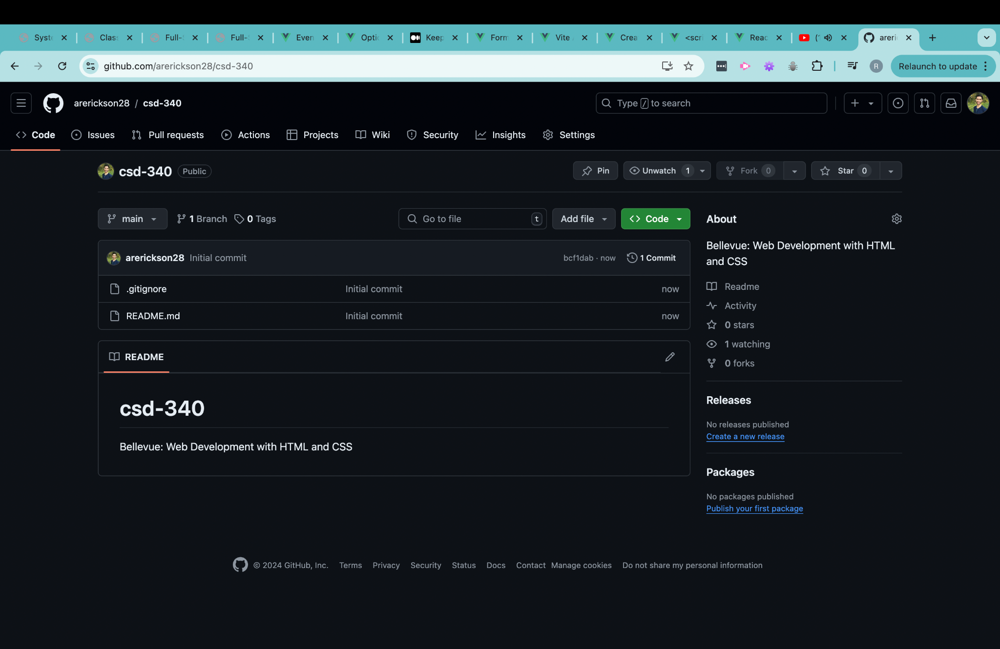 Syste Class Full-S Full-S Even Optio Keep Form Vite Crea <scri Reac areri
github.com/arerickson28/csd-340 R Relaunch to update
arerickson28 / csd-340 Type / to search
Code Issues Pull requests Actions Projects Wiki Security Insights Settings
csd-340 Public Pin Unwatch 1 Fork 0 Star 0
main 1 Branch 0 Tags Go to file t Add file Code
arerickson28 Initial commit bcf1dab · now 1 Commit
.gitignore Initial commit now
README.md Initial commit now
README
csd-340
Bellevue: Web Development with HTML and CSS
About
Bellevue: Web Development with HTML
and CSS
Readme
Activity
0 stars
1 watching
0 forks
Releases
No releases published
Create a new release
Packages
No packages published
Publish your first package
© 2024 GitHub, Inc. Terms Privacy Security Status Docs Contact Manage cookies Do not share my personal information